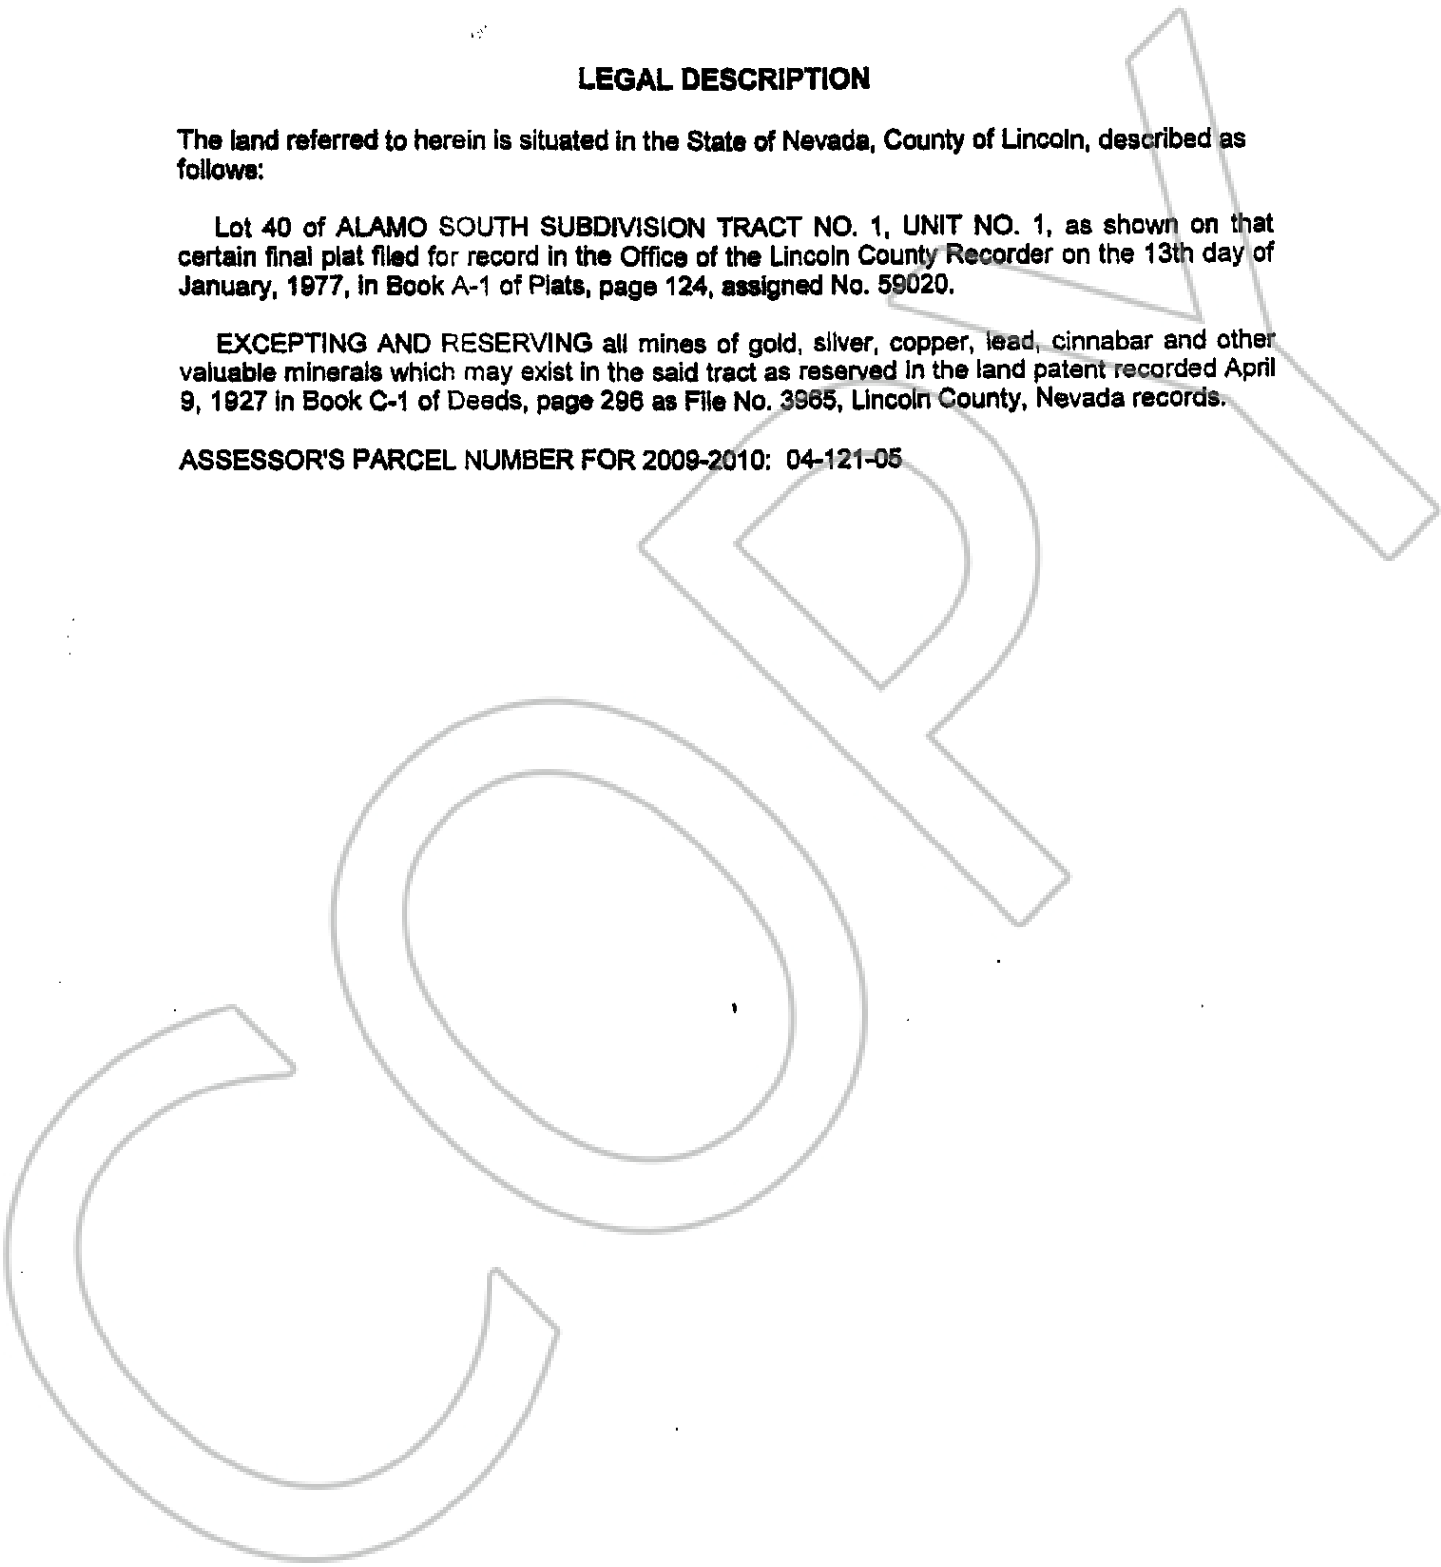 LEGAL DESCRIPTION
The land referred to herein is situated in the State of Nevada, County of Lincoln, described as
follows:
Lot 40 of ALAMO SOUTH SUBDIVISION TRACT NO. 1, UNIT NO. 1, as shown on that
certain final plat filed for record in the Office of the Lincoln County Recorder on the 13th day of
January, 1977, in Book A-1 of Plats, page 124, assigned No. 59020.
EXCEPTING AND RESERVING all mines of gold, silver, copper, lead, cinnabar and other
valuable minerals which may exist in the said tract as reserved in the land patent recorded April
9, 1927 in Book C-1 of Deeds, page 296 as File No. 3965, Lincoln County, Nevada records.
ASSESSOR'S PARCEL NUMBER FOR 2009-2010: 04-121-05
COPY